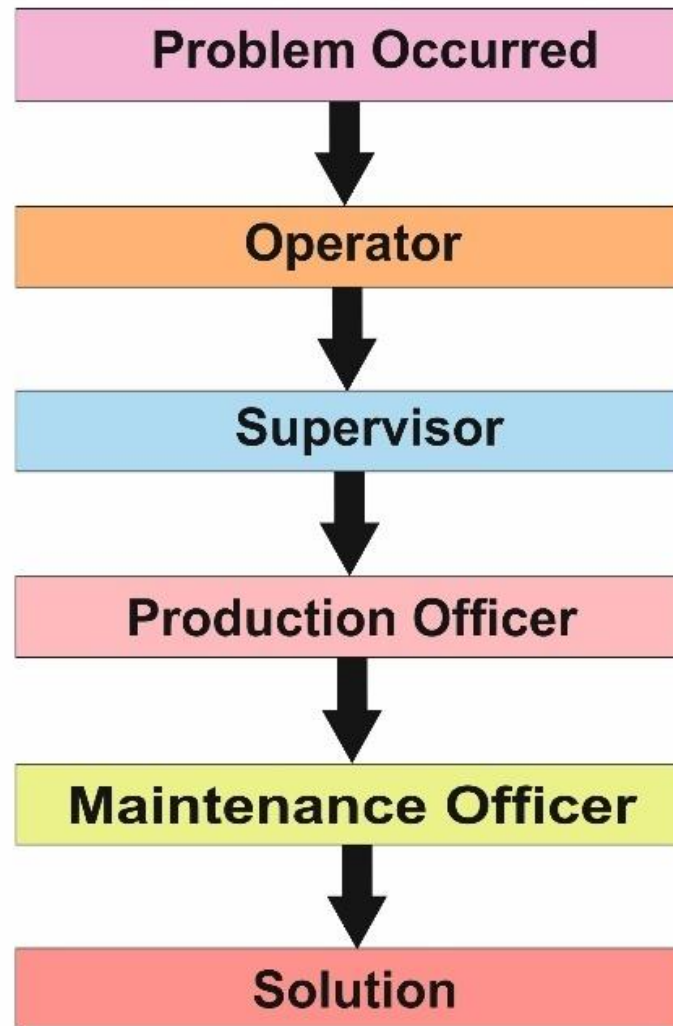 Problem Occurred
Operator
Supervisor
Production Officer
Maintenance Officer
Solution